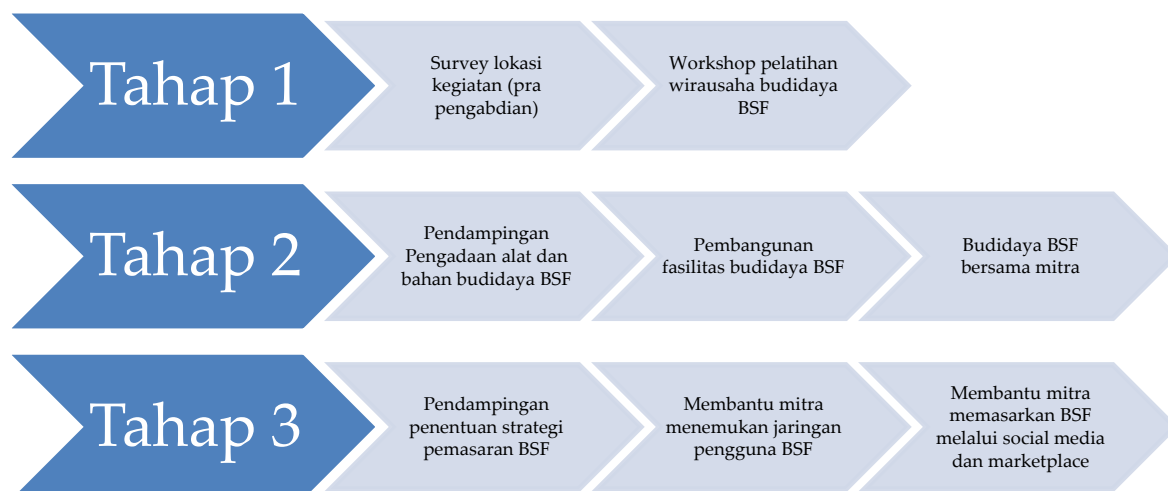 Tahap 1
Survey lokasi
kegiatan (pra
pengabdian)
Workshop pelatihan
wirausaha budidaya
BSF
Tahap 2
Pendampingan
Pengadaan alat dan
bahan budidaya BSF
Pembangunan
fasilitas budidaya BSF
Budidaya BSF
bersama mitra
Tahap 3
Pendampingan
penentuan strategi
pemasaran BSF
Membantu mitra
menemukan jaringan
pengguna BSF
Membantu mitra
memasarkan BSF
melalui social media
dan marketplace